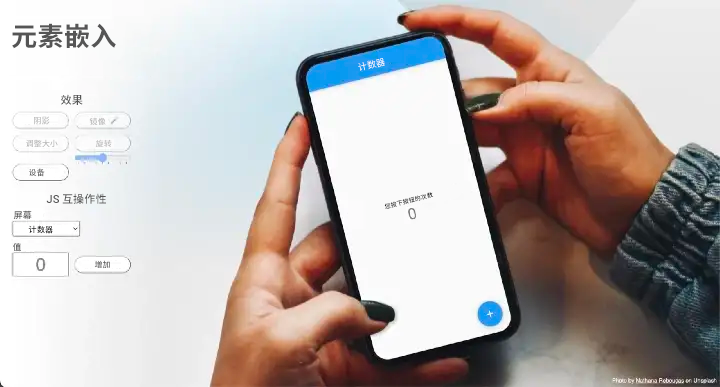 元素嵌入
效果
阴影
镜像
调整大小
旋转
设备
JS 互操作性
屏幕
计数器
值
0
增加
计数器
您按下按钮的次数
0
+
Photo by Nathana Rebouças on Unsplash